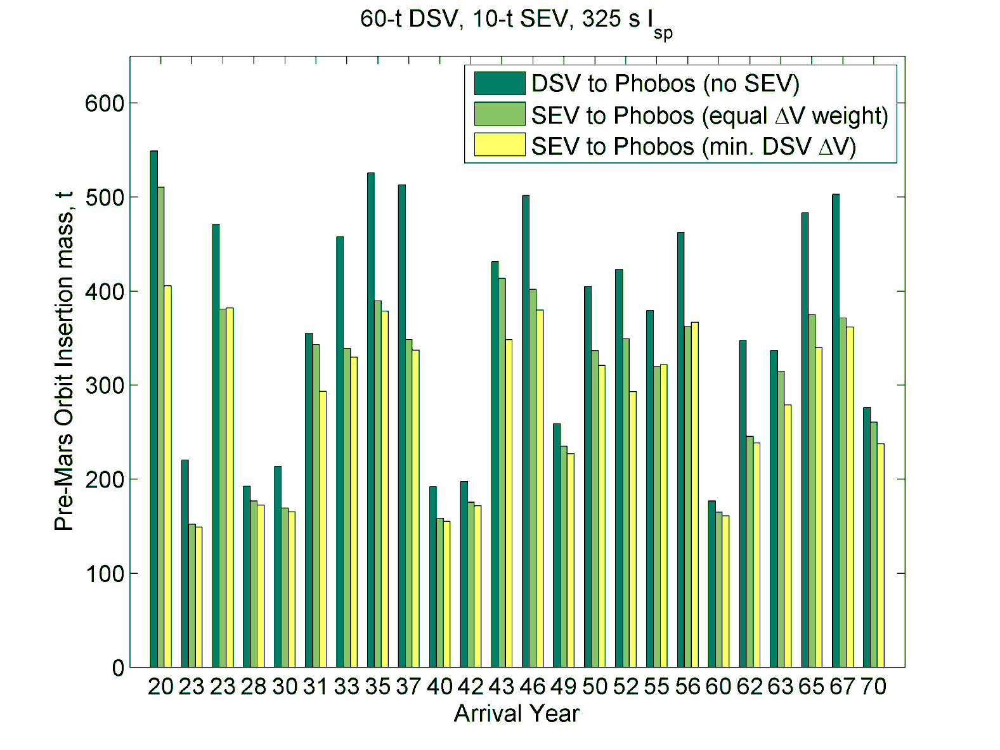 60-t DSV, 10-t SEV, 325 s Isp
DSV to Phobos (no SEV)
SEV to Phobos (equal ΔV weight)
SEV to Phobos (min. DSV ΔV)
Pre-Mars Orbit Insertion mass, t
600
500
400
300
200
100
0
20 23 23 28 30 31 33 35 37 40 42 43 46 49 50 52 55 56 60 62 63 65 67 70
Arrival Year